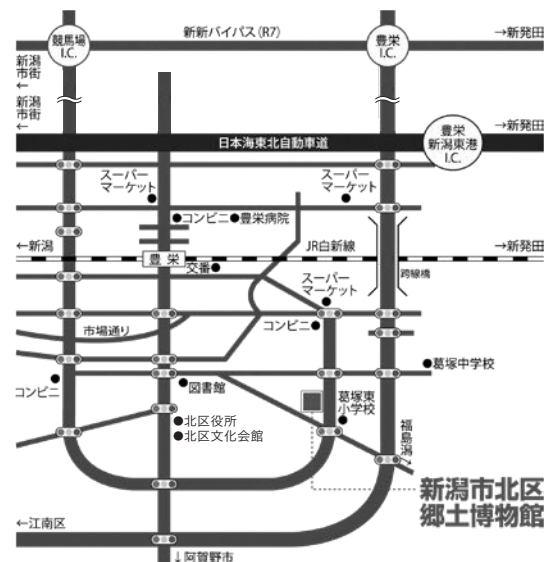 競馬場
I.C.
新新バイパス(R7)
豊栄
I.C.
→新発田
新潟
市街
←
新潟
市街
←
→新発田
日本海東北自動車道
豊栄
新潟東港
I.C.
→新発田
スーパー
マーケット
スーパー
マーケット
●コンビニ
●豊栄病院
←新潟
JR白新線
→新発田
豊栄
交番●
跨線橋
スーパー
マーケット
コンビニ●
市場通り
●葛塚中学校
コンビニ
●図書館
葛塚東
小学校
●北区役所
●北区文化会館
福島潟→
新潟市北区
郷土博物館
←江南区
↓阿賀野市